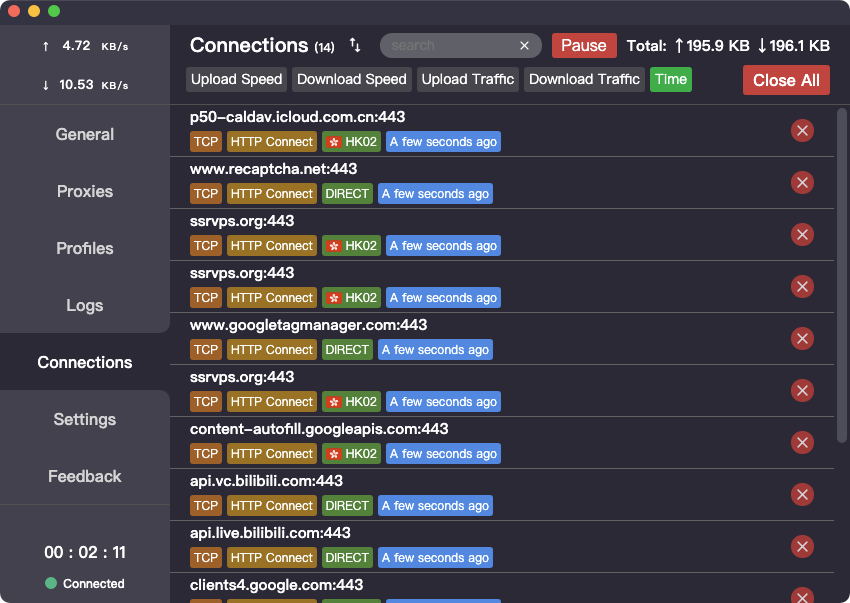 ↑ 4.72 KB/s
↓ 10.53 KB/s
General
Proxies
Profiles
Logs
Connections
Settings
Feedback
00 : 02 : 11
Connected
Connections (14) search Pause Total: ↑195.9 KB ↓196.1 KB
Upload Speed Download Speed Upload Traffic Download Traffic Time Close All
p50-caldav.icloud.com.cn:443
TCP HTTP Connect 🇭🇰 HK02 A few seconds ago
www.recaptcha.net:443
TCP HTTP Connect DIRECT A few seconds ago
ssrvps.org:443
TCP HTTP Connect 🇭🇰 HK02 A few seconds ago
ssrvps.org:443
TCP HTTP Connect 🇭🇰 HK02 A few seconds ago
www.googletagmanager.com:443
TCP HTTP Connect DIRECT A few seconds ago
ssrvps.org:443
TCP HTTP Connect 🇭🇰 HK02 A few seconds ago
content-autofill.googleapis.com:443
TCP HTTP Connect 🇭🇰 HK02 A few seconds ago
api.vc.bilibili.com:443
TCP HTTP Connect DIRECT A few seconds ago
api.live.bilibili.com:443
TCP HTTP Connect DIRECT A few seconds ago
clients4.google.com:443